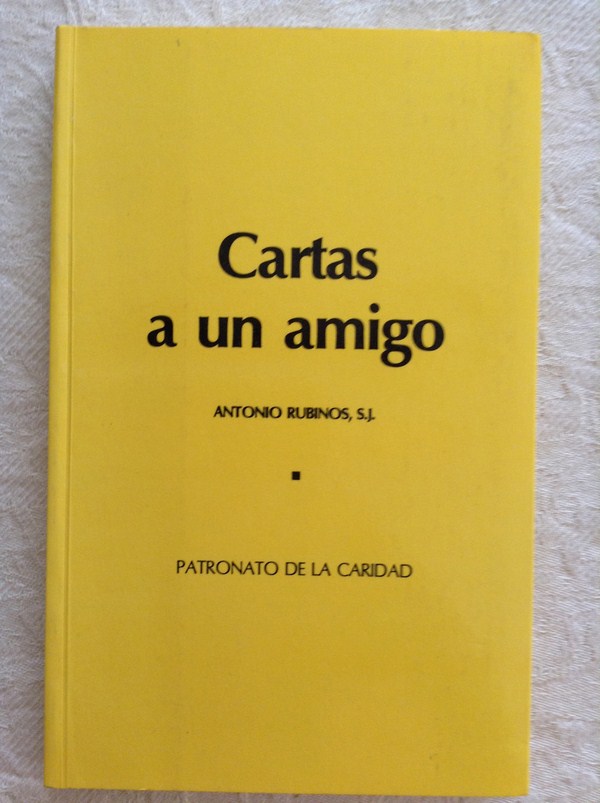 Cartas
a un amigo
ANTONIO RUBINOS, S.J.
PATRONATO DE LA CARIDAD